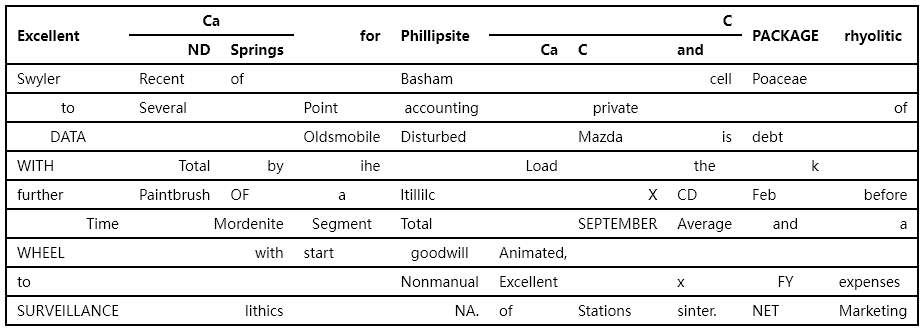 Ca C
Excellent for Phillipsite PACKAGE rhyolitic
ND Springs Ca C and
Swyler Recent of Basham cell Poaceae
to Several Point accounting private of
DATA Oldsmobile Disturbed Mazda is debt
WITH Total by ihe Load the k
further Paintbrush OF a Itillilc X CD Feb before
Time Mordenite Segment Total SEPTEMBER Average and a
WHEEL with start goodwill Animated,
to Nonmanual Excellent x FY expenses
SURVEILLANCE lithics NA. of Stations sinter. NET Marketing